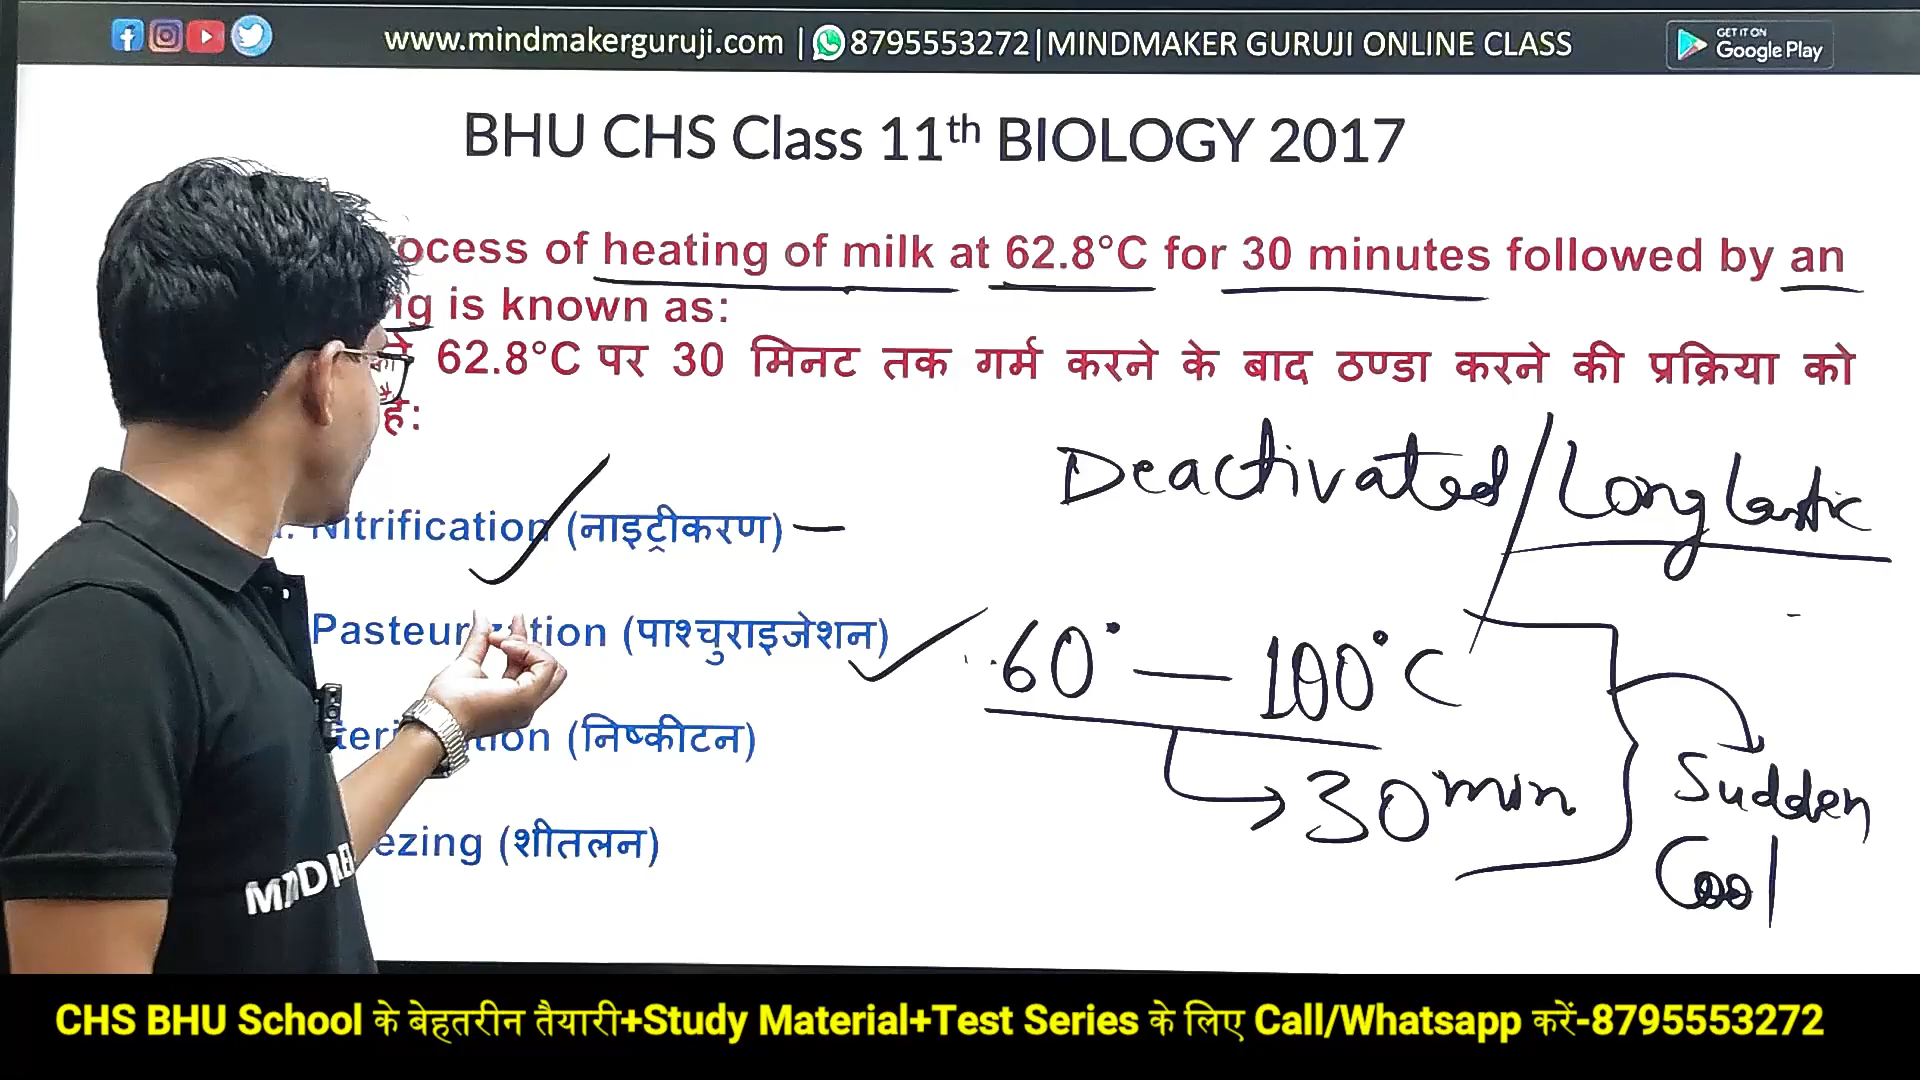 www.mindmakerguruji.com | 8795553272|MINDMAKER GURUJI ONLINE CLASS
GET IT ON
Google Play
BHU CHS Class 11th BIOLOGY 2017
ocess of heating of milk at 62.8°C for 30 minutes followed by an
ng is known as:
62.8°C पर 30 मिनट तक गर्म करने के बाद ठण्डा करने की प्रक्रिया को
है:
Deactivated / Long
Nitrification (नाइट्रीकरण) –
Pasteurization (पाश्चुराइजेशन)
60° — 100°C
terilization (निष्कीटन)
30 min
Sudden
Cool
ezing (शीतलन)
CHS BHU School के बेहतरीन तैयारी+Study Material+Test Series के लिए Call/Whatsapp करें-8795553272